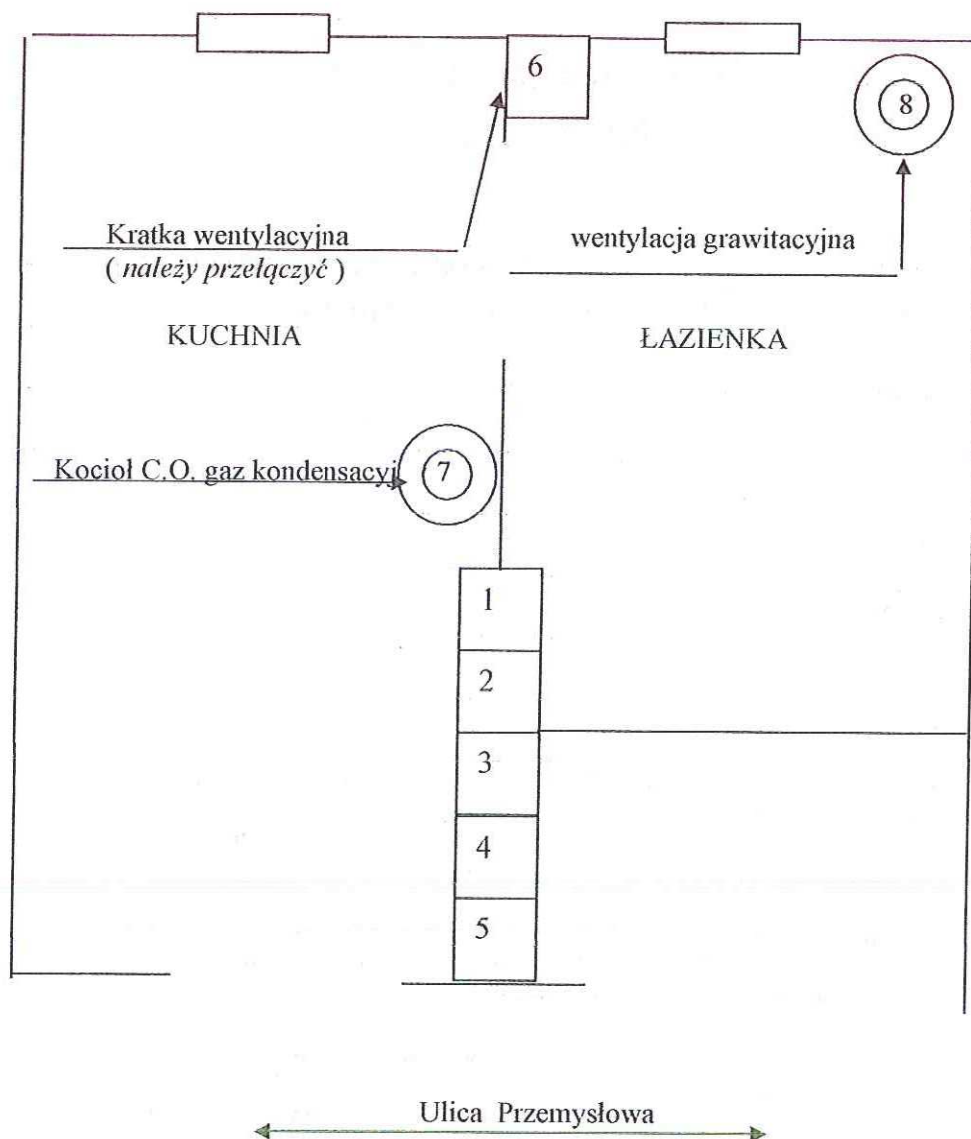 6
8
Kratka wentylacyjna
( należy przełączyć )
wentylacja grawitacyjna
KUCHNIA
ŁAZIENKA
Kocioł C.O. gaz kondensacyj
7
1
2
3
4
5
Ulica Przemysłowa